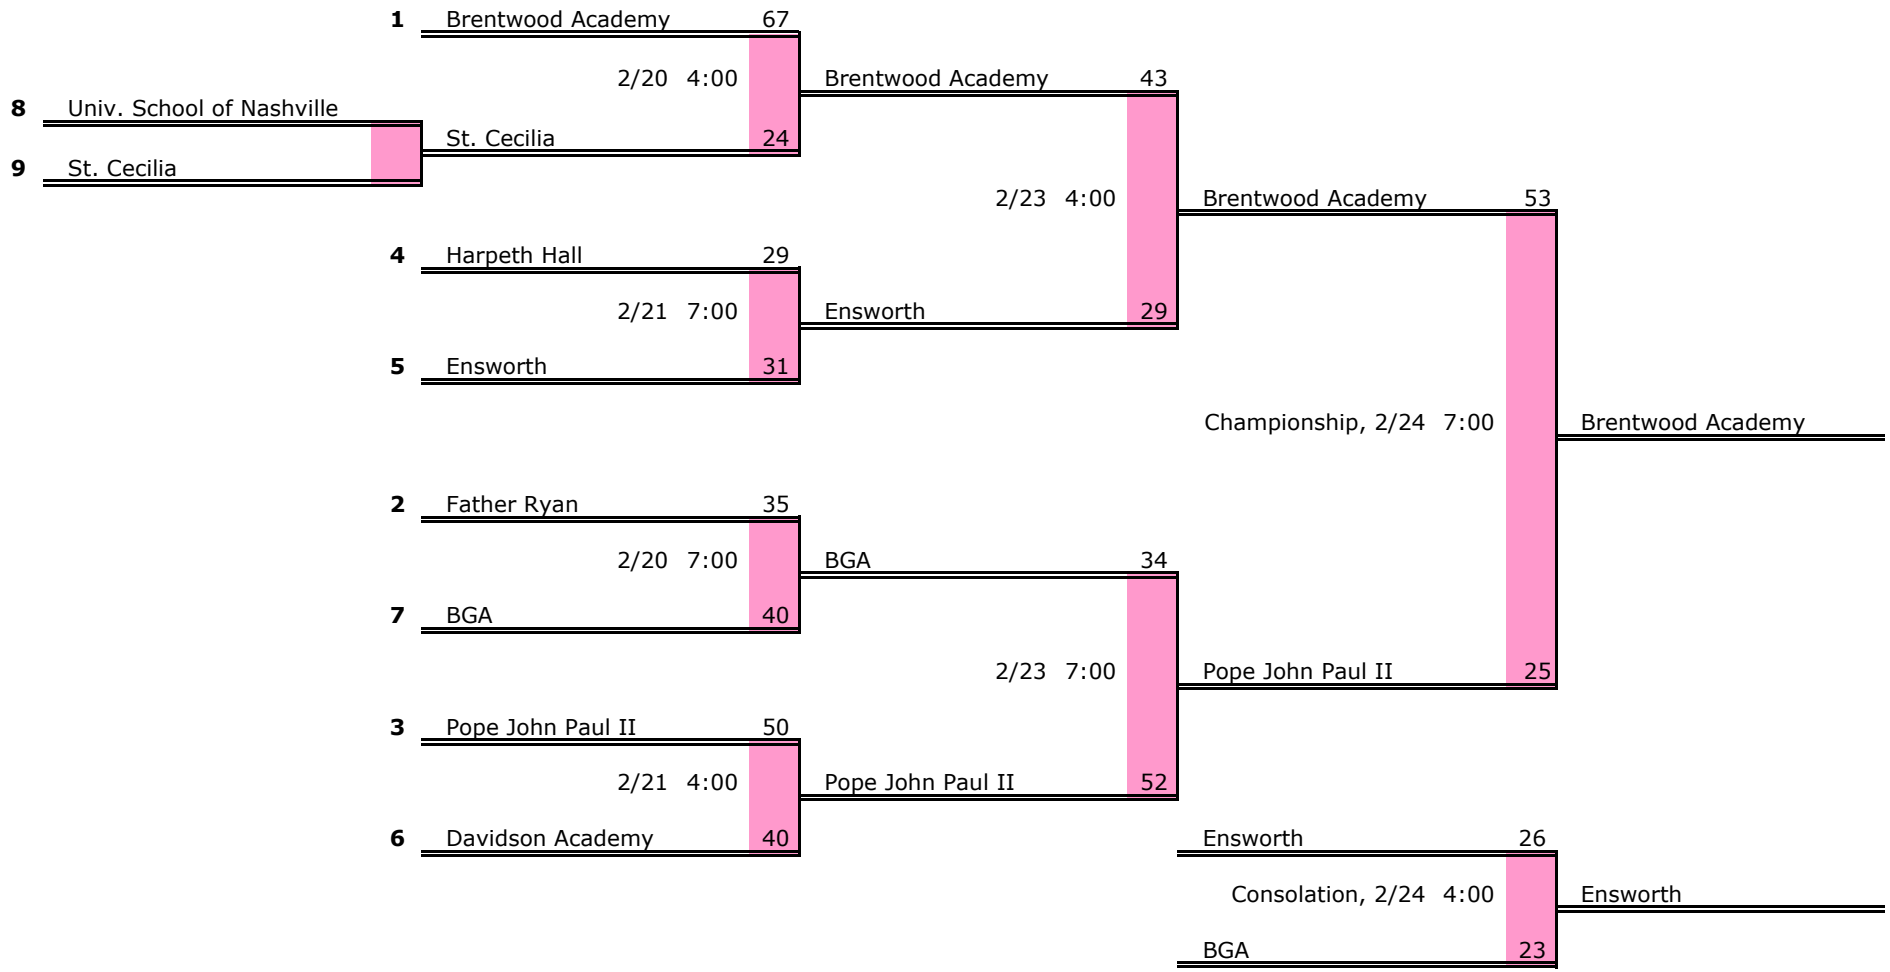 1 Brentwood Academy 67
2/20 4:00 Brentwood Academy 43
8 Univ. School of Nashville
St. Cecilia 24
9 St. Cecilia
2/23 4:00 Brentwood Academy 53
4 Harpeth Hall 29
2/21 7:00 Ensworth 29
5 Ensworth 31
Championship, 2/24 7:00 Brentwood Academy
2 Father Ryan 35
2/20 7:00 BGA 34
7 BGA 40
2/23 7:00 Pope John Paul II 25
3 Pope John Paul II 50
2/21 4:00 Pope John Paul II 52
6 Davidson Academy 40 Ensworth 26
Consolation, 2/24 4:00 Ensworth
BGA 23